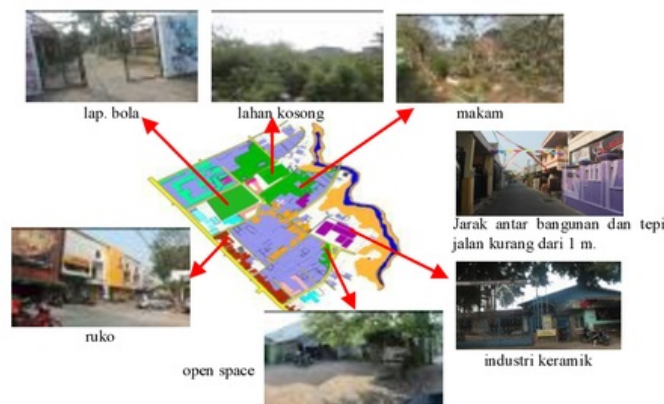 lap. bola
lahan kosong
makam
Jarak antar bangunan dan tepi
jalan kurang dari 1 m.
ruko
open space
industri keramik